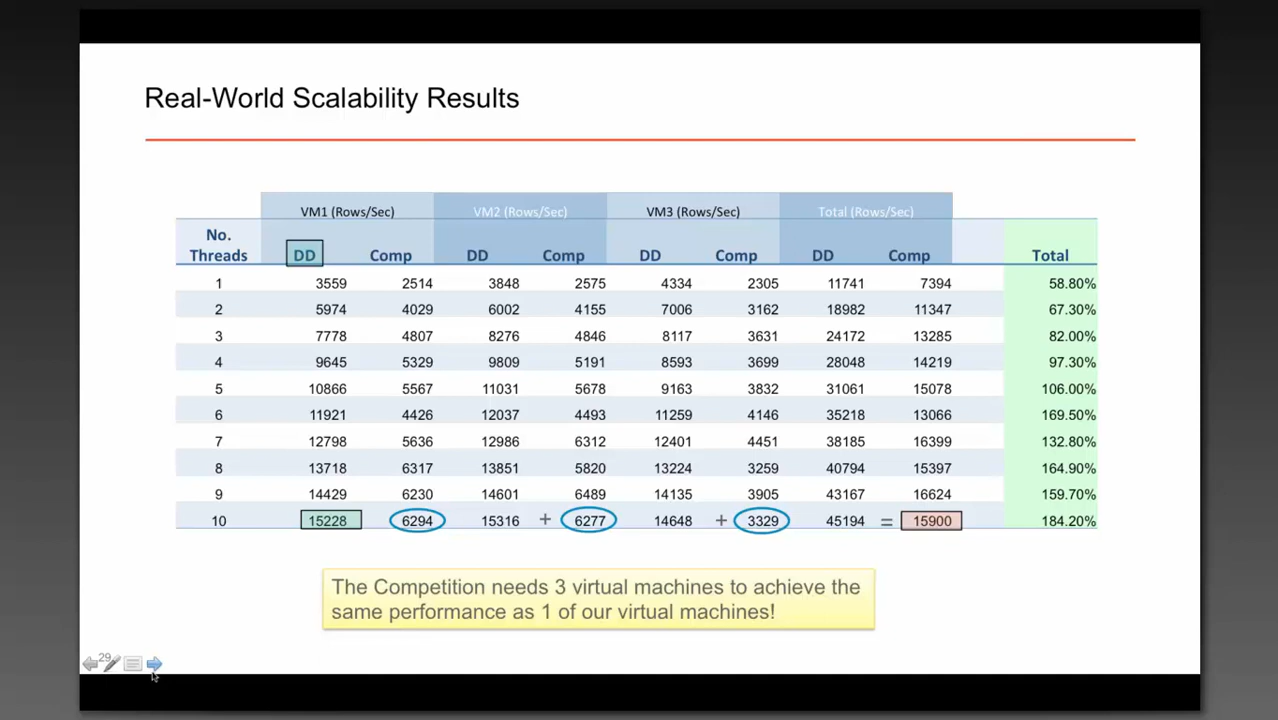 Real-World Scalability Results
VM1 (Rows/Sec) VM2 (Rows/Sec) VM3 (Rows/Sec) Total (Rows/Sec)
No.
Threads DD Comp DD Comp DD Comp DD Comp Total
1 3559 2514 3848 2575 4334 2305 11741 7394 58.80%
2 5974 4029 6002 4155 7006 3162 18982 11347 67.30%
3 7778 4807 8276 4846 8117 3631 24172 13285 82.00%
4 9645 5329 9809 5191 8593 3699 28048 14219 97.30%
5 10866 5567 11031 5678 9163 3832 31061 15078 106.00%
6 11921 4426 12037 4493 11259 4146 35218 13066 169.50%
7 12798 5636 12986 6312 12401 4451 38185 16399 132.80%
8 13718 6317 13851 5820 13224 3259 40794 15397 164.90%
9 14429 6230 14601 6489 14135 3905 43167 16624 159.70%
10 15228 6294 15316 + 6277 14648 + 3329 45194 = 15900 184.20%
The Competition needs 3 virtual machines to achieve the
same performance as 1 of our virtual machines!
29